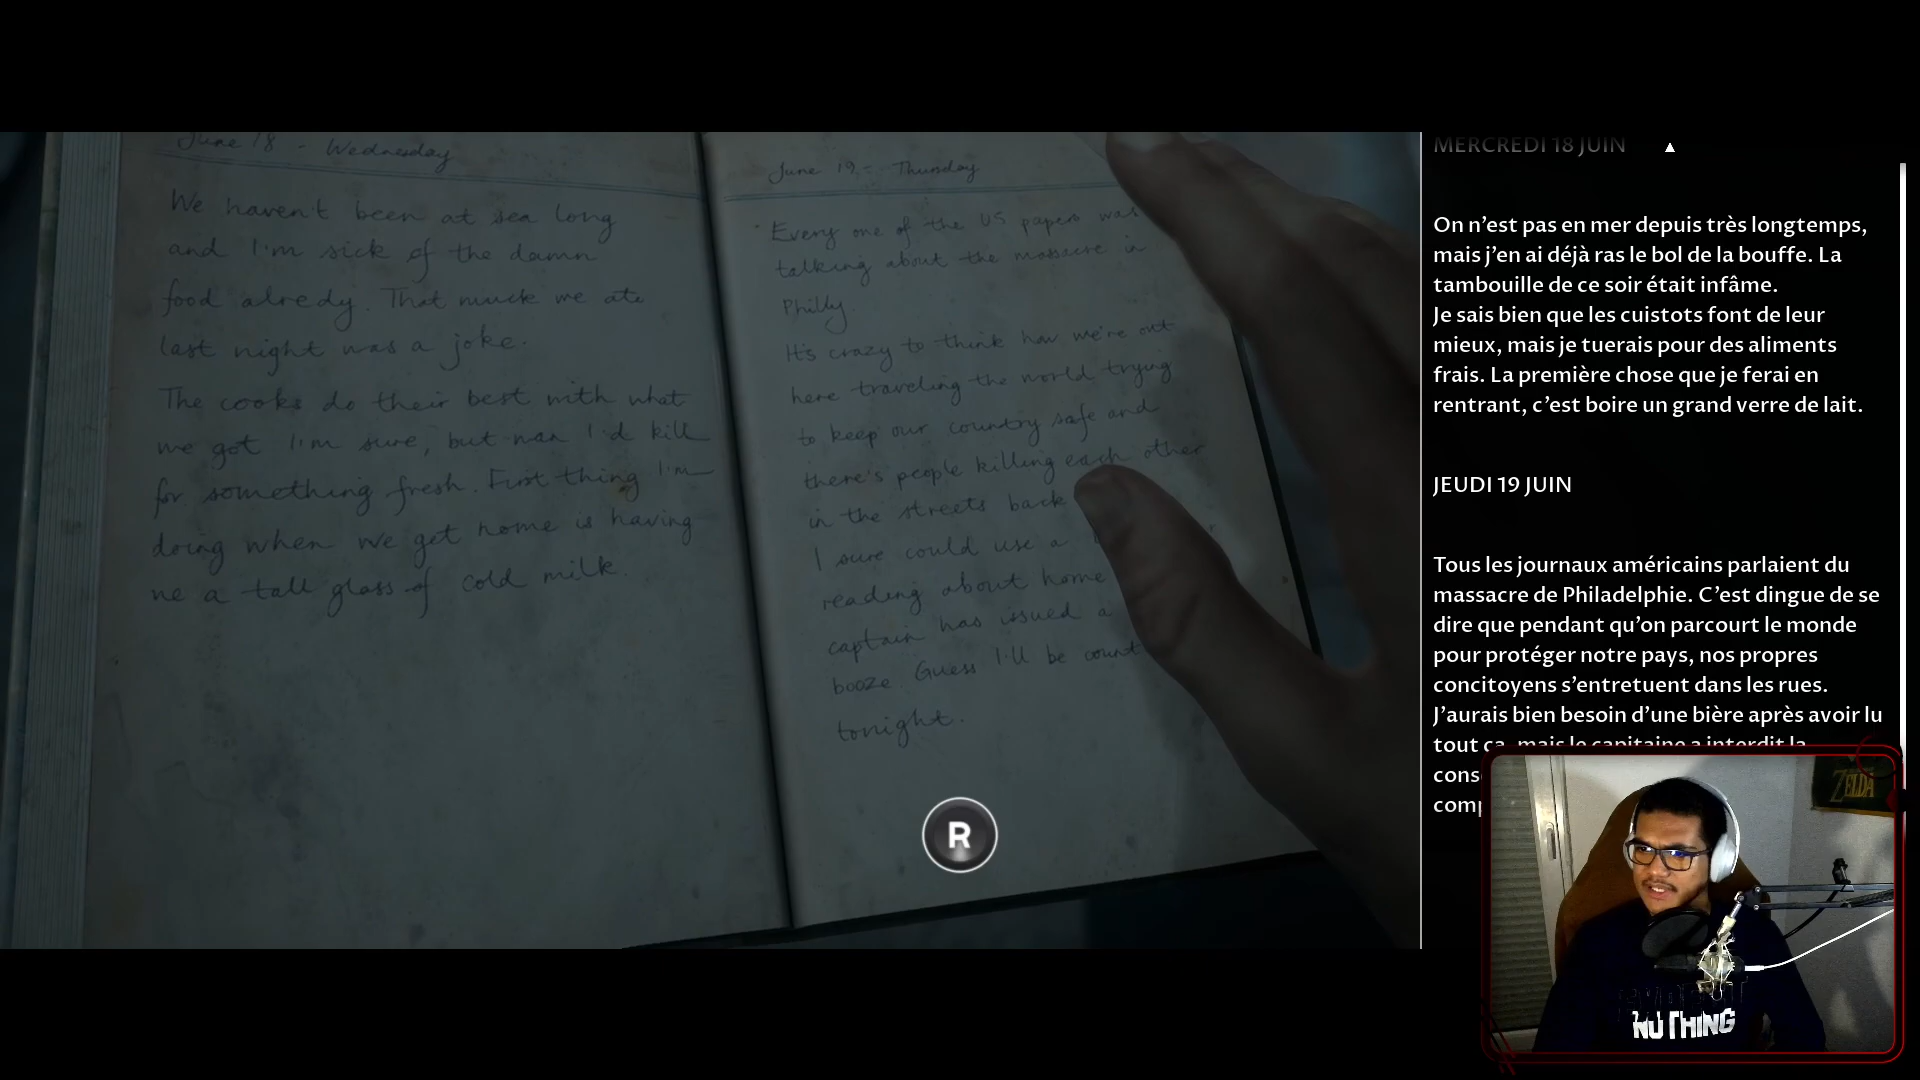 June 18 - Wednesday
We haven't been at sea long
and I'm sick of the damn
food alredy. That muck we ate
last night was a joke.
The cooks do their best with what
we got I'm sure, but man I'd kill
for something fresh. First thing I'm
doing when we get home is having
me a tall glass of cold milk.
June 19 - Thursday
Every one of the US papers was
talking about the massacre in
Philly.
It's crazy to think how we're out
here traveling the world trying
to keep our country safe and
there's people killing each other
in the streets back
I sure could use a
reading about home
captain has issued a
booze. Guess I'll be count
tonight.
R
MERCREDI 18 JUIN
On n'est pas en mer depuis très longtemps,
mais j'en ai déjà ras le bol de la bouffe. La
tambouille de ce soir était infâme.
Je sais bien que les cuistots font de leur
mieux, mais je tuerais pour des aliments
frais. La première chose que je ferai en
rentrant, c'est boire un grand verre de lait.
JEUDI 19 JUIN
Tous les journaux américains parlaient du
massacre de Philadelphie. C'est dingue de se
dire que pendant qu'on parcourt le monde
pour protéger notre pays, nos propres
concitoyens s'entretuent dans les rues.
J'aurais bien besoin d'une bière après avoir lu
tout ça, mais le capitaine a interdit la
cons
comp
ZELDA
NOTHING